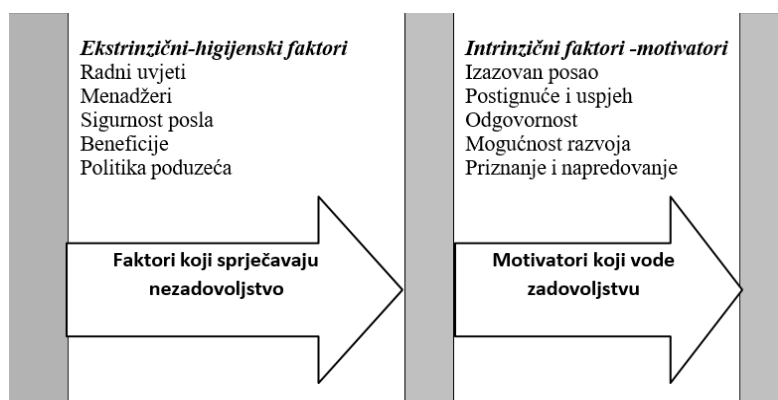 Ekstrinzični-higijenski faktori
Radni uvjeti
Menadžeri
Sigurnost posla
Beneficije
Politika poduzeća
Faktori koji sprječavaju
nezadovoljstvo
Intrinzični faktori -motivatori
Izazovan posao
Postignuće i uspjeh
Odgovornost
Mogućnost razvoja
Priznanje i napredovanje
Motivatori koji vode
zadovoljstvu